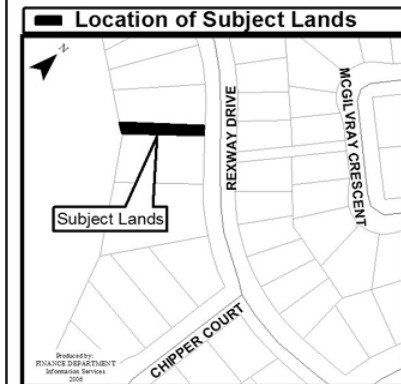 Location of Subject Lands
N
REXWAY DRIVE
MCGILVRAY CRESCENT
Subject Lands
CHIPPER COURT
Produced by:
FINANCE DEPARTMENT
Information Services
2006